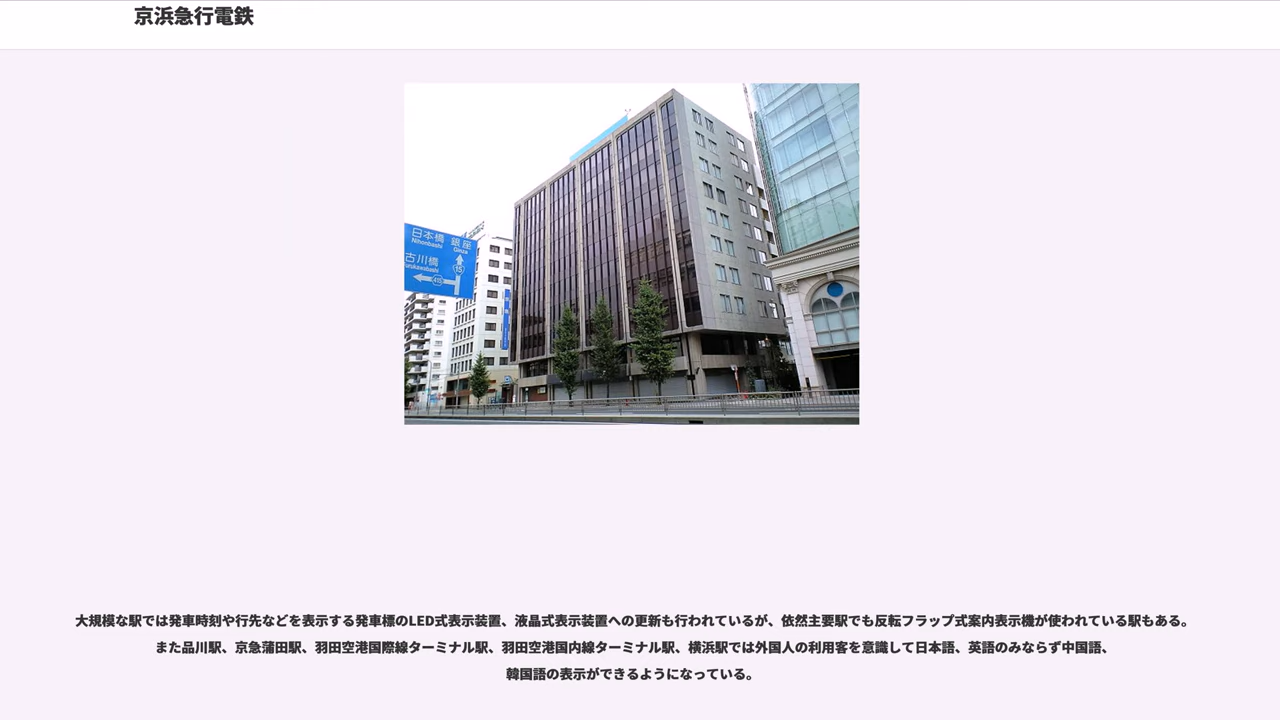 京浜急行電鉄
日本橋 銀座
Nihonbashi Ginza
古川橋
urukawabashi
15
415
大規模な駅では発車時刻や行先などを表示する発車標のLED式表示装置、液晶式表示装置への更新も行われているが、依然主要駅でも反転フラップ式案内表示機が使われている駅もある。
また品川駅、京急蒲田駅、羽田空港国際線ターミナル駅、羽田空港国内線ターミナル駅、横浜駅では外国人の利用客を意識して日本語、英語のみならず中国語、
韓国語の表示ができるようになっている。